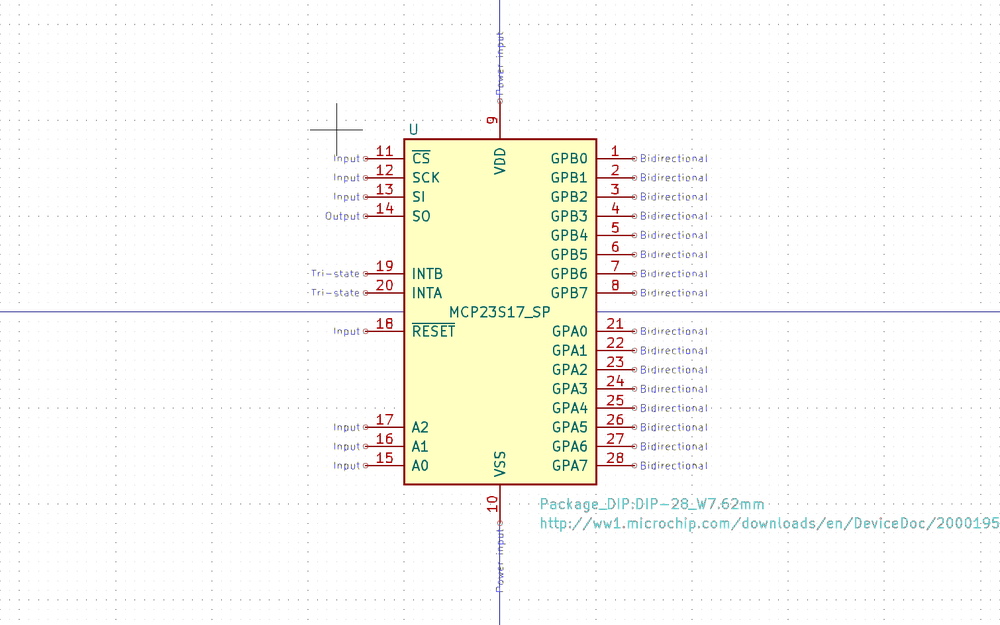 Power input
9
U
VDD
Input 11 CS
Input 12 SCK
Input 13 SI
Output 14 SO
Tri-state 19 INTB
Tri-state 20 INTA
MCP23S17_SP
Input 18 RESET
Input 17 A2
Input 16 A1
Input 15 A0
GPB0 1 Bidirectional
GPB1 2 Bidirectional
GPB2 3 Bidirectional
GPB3 4 Bidirectional
GPB4 5 Bidirectional
GPB5 6 Bidirectional
GPB6 7 Bidirectional
GPB7 8 Bidirectional
GPA0 21 Bidirectional
GPA1 22 Bidirectional
GPA2 23 Bidirectional
GPA3 24 Bidirectional
GPA4 25 Bidirectional
GPA5 26 Bidirectional
GPA6 27 Bidirectional
GPA7 28 Bidirectional
VSS
10
Power input
Package_DIP:DIP-28_W7.62mm
http://ww1.microchip.com/downloads/en/DeviceDoc/2000195